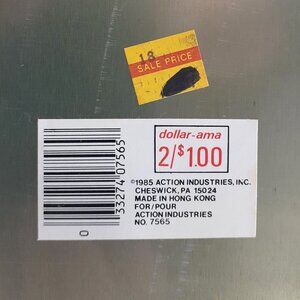 18
SALE PRICE
dollar-ama
2/$1.00
©1985 ACTION INDUSTRIES, INC.
CHESWICK, PA 15024
MADE IN HONG KONG
FOR/POUR
ACTION INDUSTRIES
NO. 7565
33274 07565
0